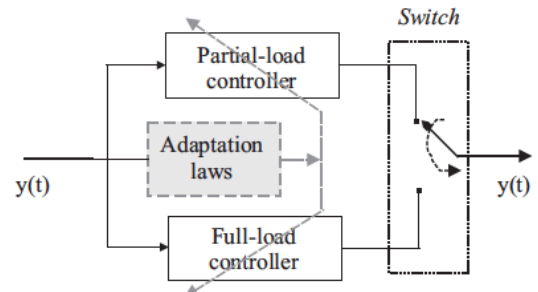 Switch
Partial-load
controller
Adaptation
laws
y(t)
y(t)
Full-load
controller